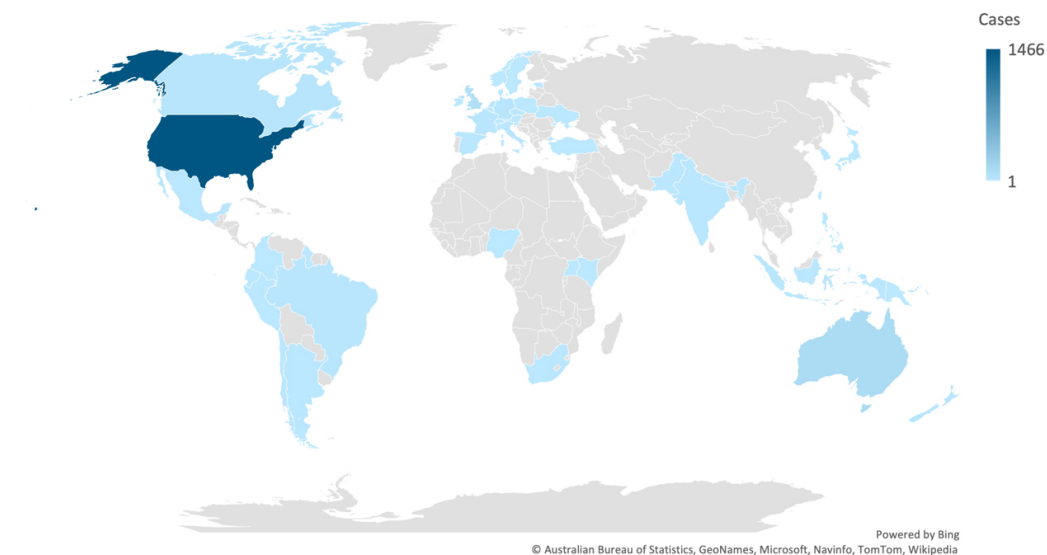 Cases
1466
1
Powered by Bing
© Australian Bureau of Statistics, GeoNames, Microsoft, Navinfo, TomTom, Wikipedia